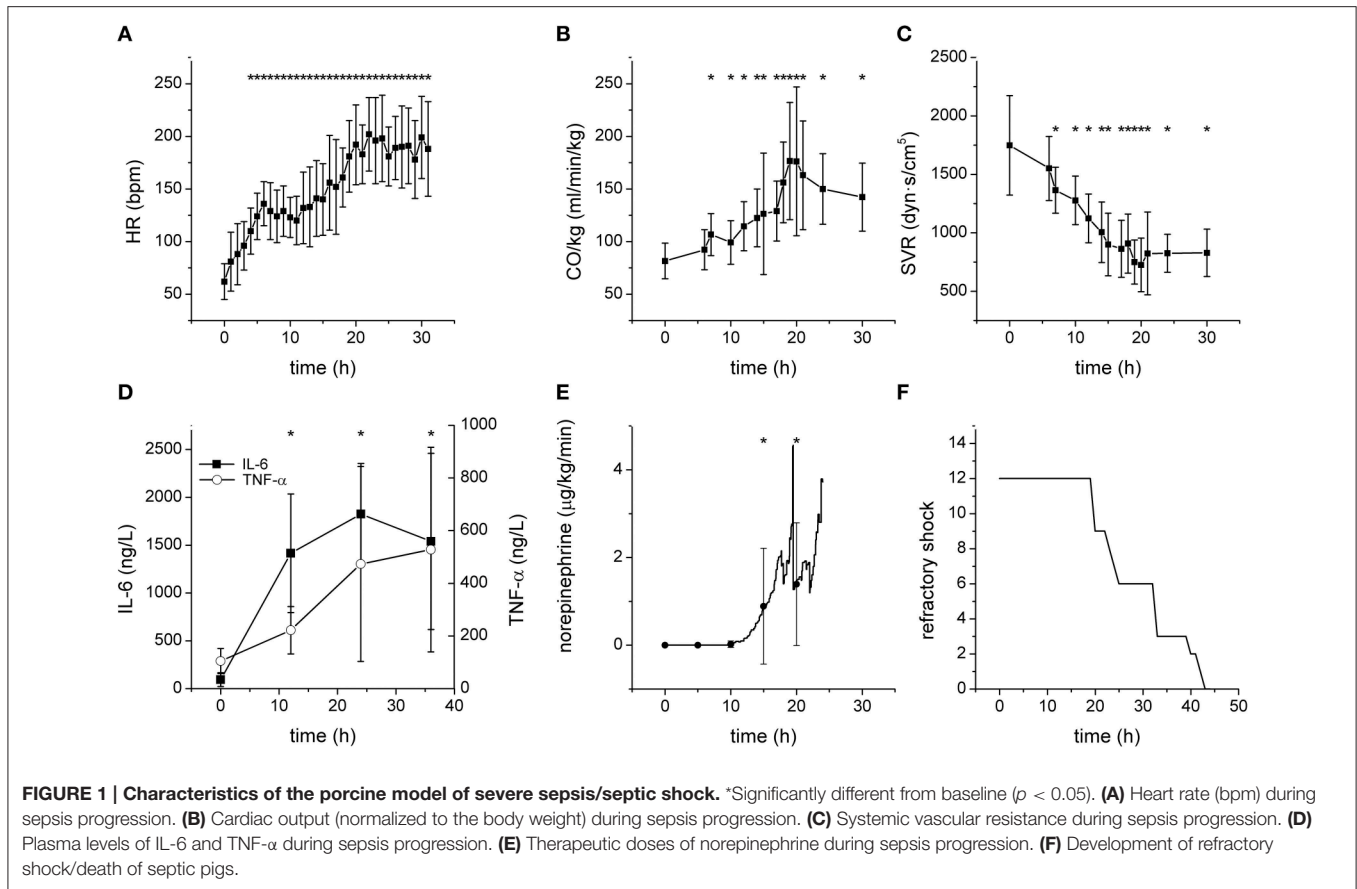 A
B
C
***************************
* * * ** ***** * *
* * * ** ***** * *
250
200
150
100
50
HR (bpm)
0 10 20 30
time (h)
250
200
150
100
50
CO/kg (ml/min/kg)
0 10 20 30
time (h)
2500
2000
1500
1000
500
SVR (dyn·s/cm⁵)
0 10 20 30
time (h)
D
E
F
* * *
IL-6
TNF-α
2500
2000
1500
1000
500
0
IL-6 (ng/L)
1000
800
600
400
200
0
TNF-α (ng/L)
0 10 20 30 40
time (h)
* *
4
2
0
norepinephrine (μg/kg/min)
0 10 20 30
time (h)
14
12
10
8
6
4
2
0
refractory shock
0 10 20 30 40 50
time (h)
FIGURE 1 | Characteristics of the porcine model of severe sepsis/septic shock. *Significantly different from baseline (p < 0.05). (A) Heart rate (bpm) during
sepsis progression. (B) Cardiac output (normalized to the body weight) during sepsis progression. (C) Systemic vascular resistance during sepsis progression. (D)
Plasma levels of IL-6 and TNF-α during sepsis progression. (E) Therapeutic doses of norepinephrine during sepsis progression. (F) Development of refractory
shock/death of septic pigs.